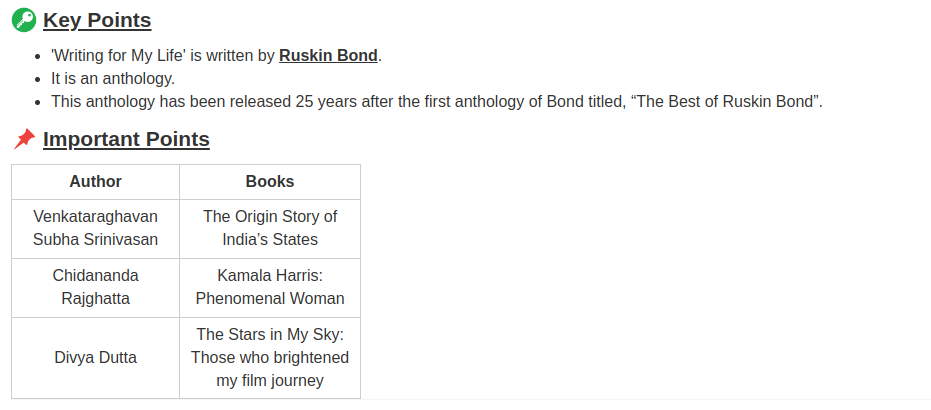 Key Points
• 'Writing for My Life' is written by Ruskin Bond.
• It is an anthology.
• This anthology has been released 25 years after the first anthology of Bond titled, “The Best of Ruskin Bond”.
Important Points
Author Books
Venkataraghavan
Subha Srinivasan
The Origin Story of
India’s States
Chidananda
Rajghatta
Kamala Harris:
Phenomenal Woman
Divya Dutta
The Stars in My Sky:
Those who brightened
my film journey